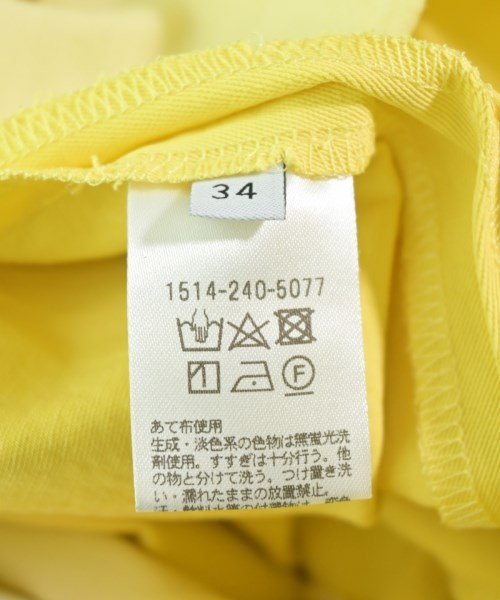 34
1514-240-5077
F
あて布使用
生成・淡色系の色物は無蛍光洗
剤使用。すすぎは十分行う。他
の物と分けて洗う。つけ置き洗
い・濡れたままの放置禁止。